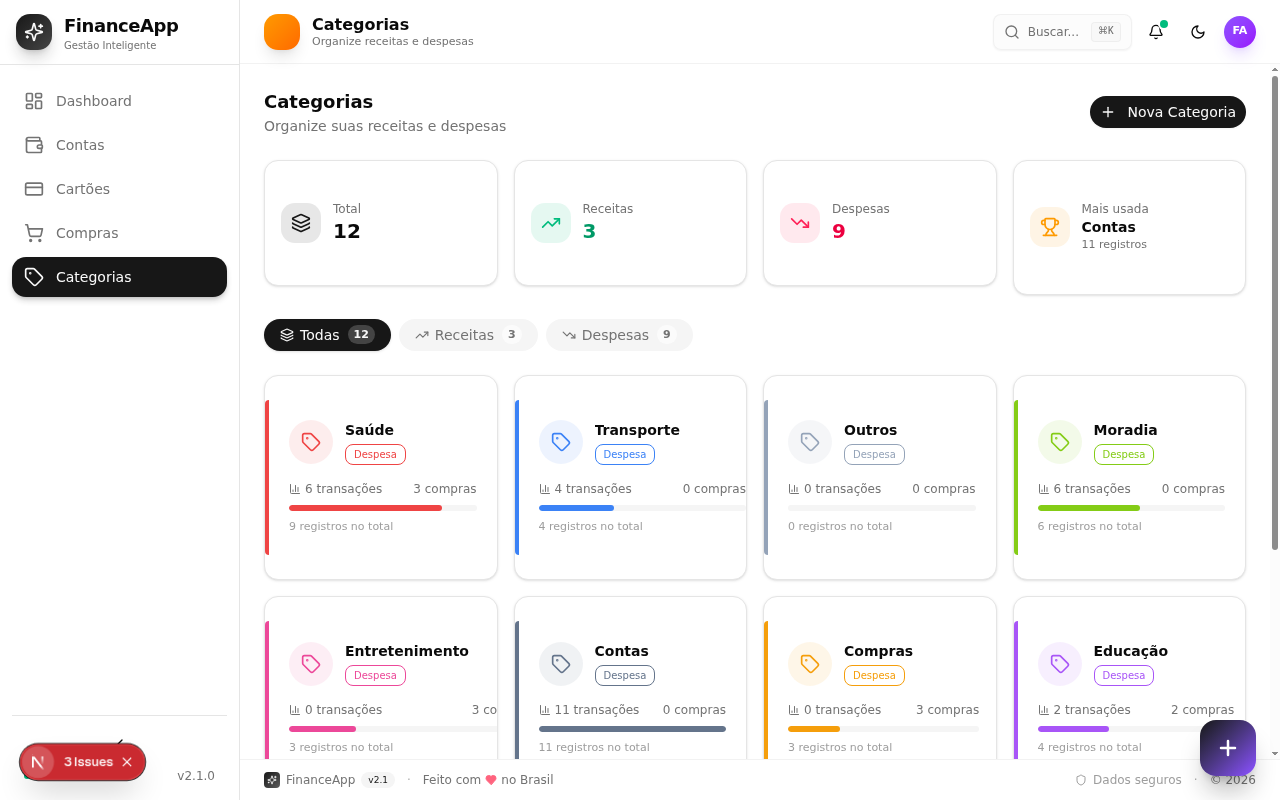 FinanceApp
Gestão Inteligente
Dashboard
Contas
Cartões
Compras
Categorias
3 Issues
v2.1.0
Categorias
Organize receitas e despesas
Buscar...
⌘K
FA
Categorias
Organize suas receitas e despesas
Nova Categoria
Total
12
Receitas
3
Despesas
9
Mais usada
Contas
11 registros
Todas 12
Receitas 3
Despesas 9
Saúde
Despesa
6 transações 3 compras
9 registros no total
Transporte
Despesa
4 transações 0 compras
4 registros no total
Outros
Despesa
0 transações 0 compras
0 registros no total
Moradia
Despesa
6 transações 0 compras
6 registros no total
Entretenimento
Despesa
0 transações 3 co
3 registros no total
Contas
Despesa
11 transações 0 compras
11 registros no total
Compras
Despesa
0 transações 3 compras
3 registros no total
Educação
Despesa
2 transações 2 compras
4 registros no total
FinanceApp v2.1 · Feito com no Brasil
Dados seguros · © 2026